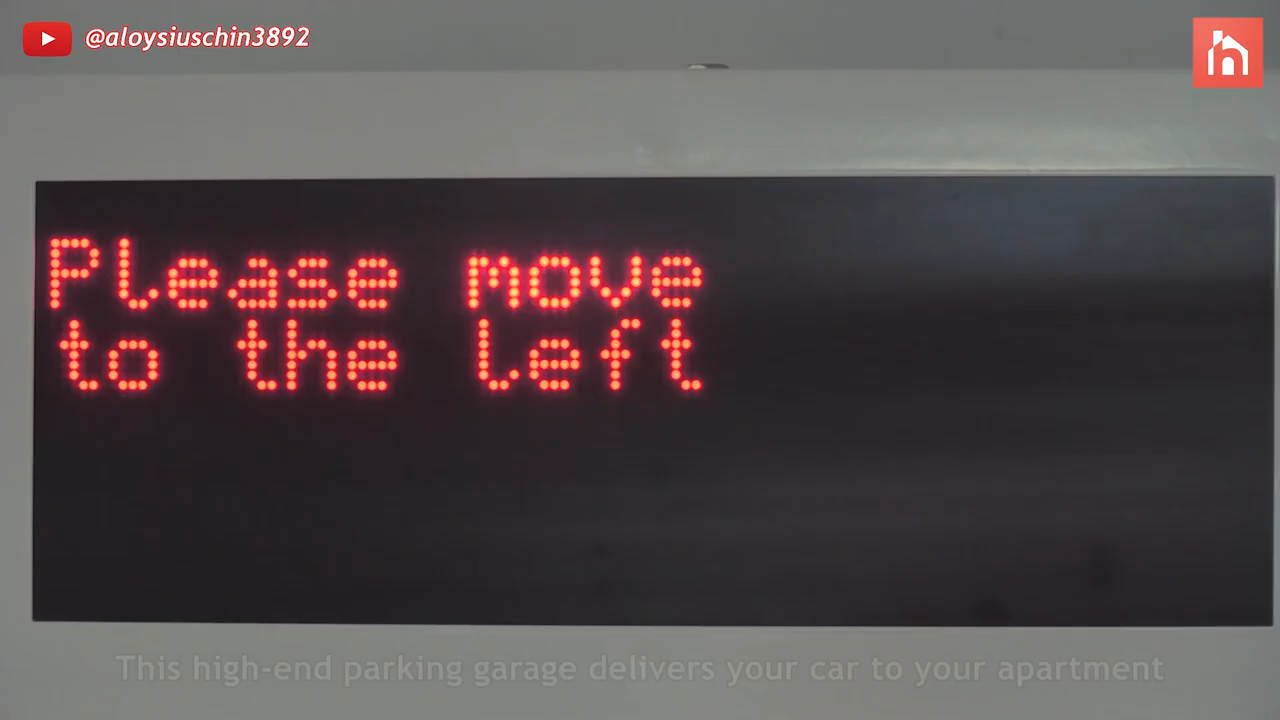 @aloysiuschin3892
Please move
to the left
This high-end parking garage delivers your car to your apartment